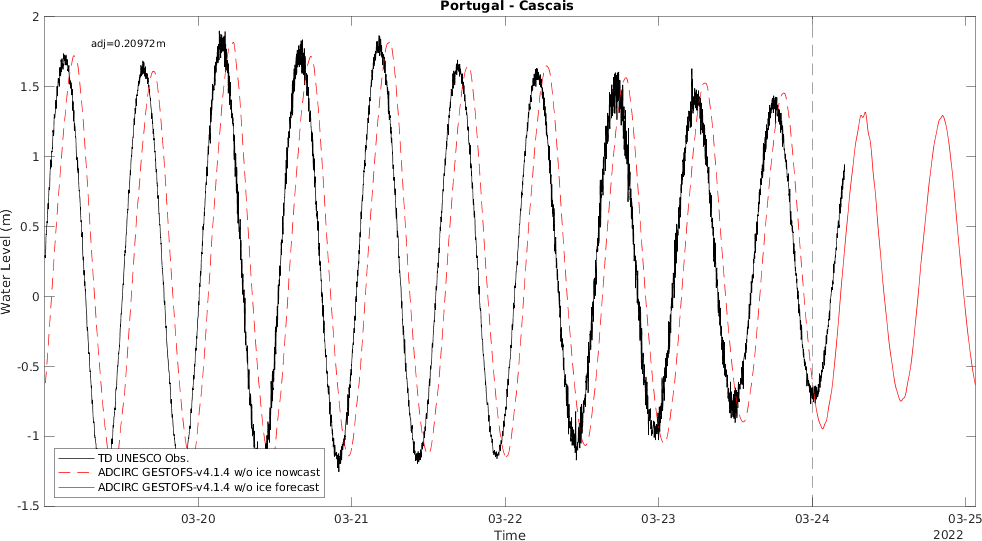 Portugal - Cascais
adj=0.20972m
2
1.5
1
0.5
0
-0.5
-1
-1.5
Water Level (m)
TD UNESCO Obs.
ADCIRC GESTOFS-v4.1.4 w/o ice nowcast
ADCIRC GESTOFS-v4.1.4 w/o ice forecast
03-20 03-21 03-22 03-23 03-24 03-25
Time
2022